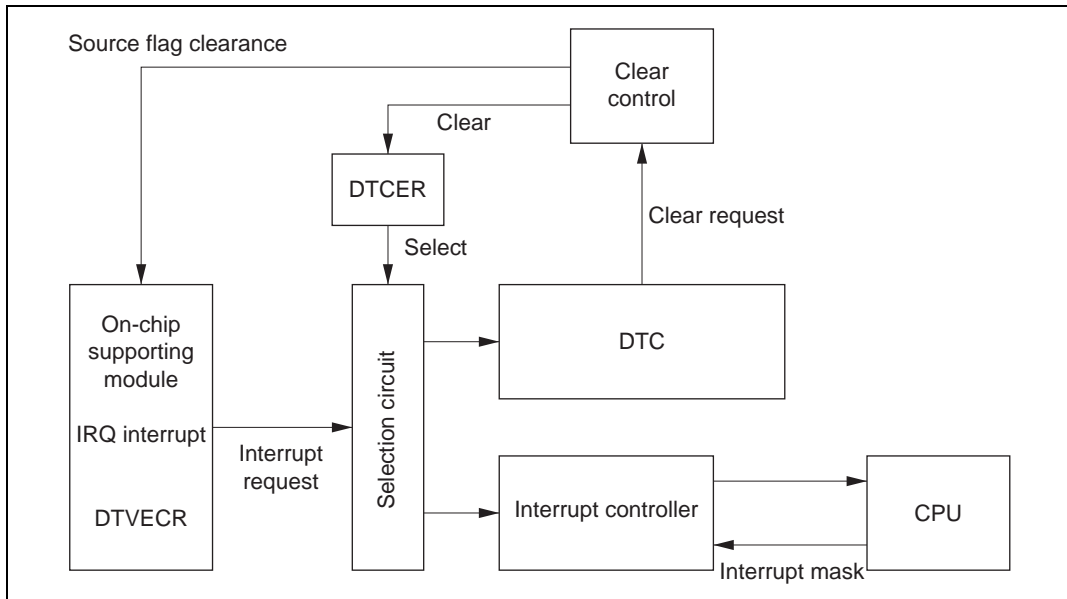 Source flag clearance
Clear
control
Clear
DTCER
Clear request
Select
On-chip
supporting
module
DTC
Selection circuit
IRQ interrupt
Interrupt
request
Interrupt controller
CPU
DTVECR
Interrupt mask